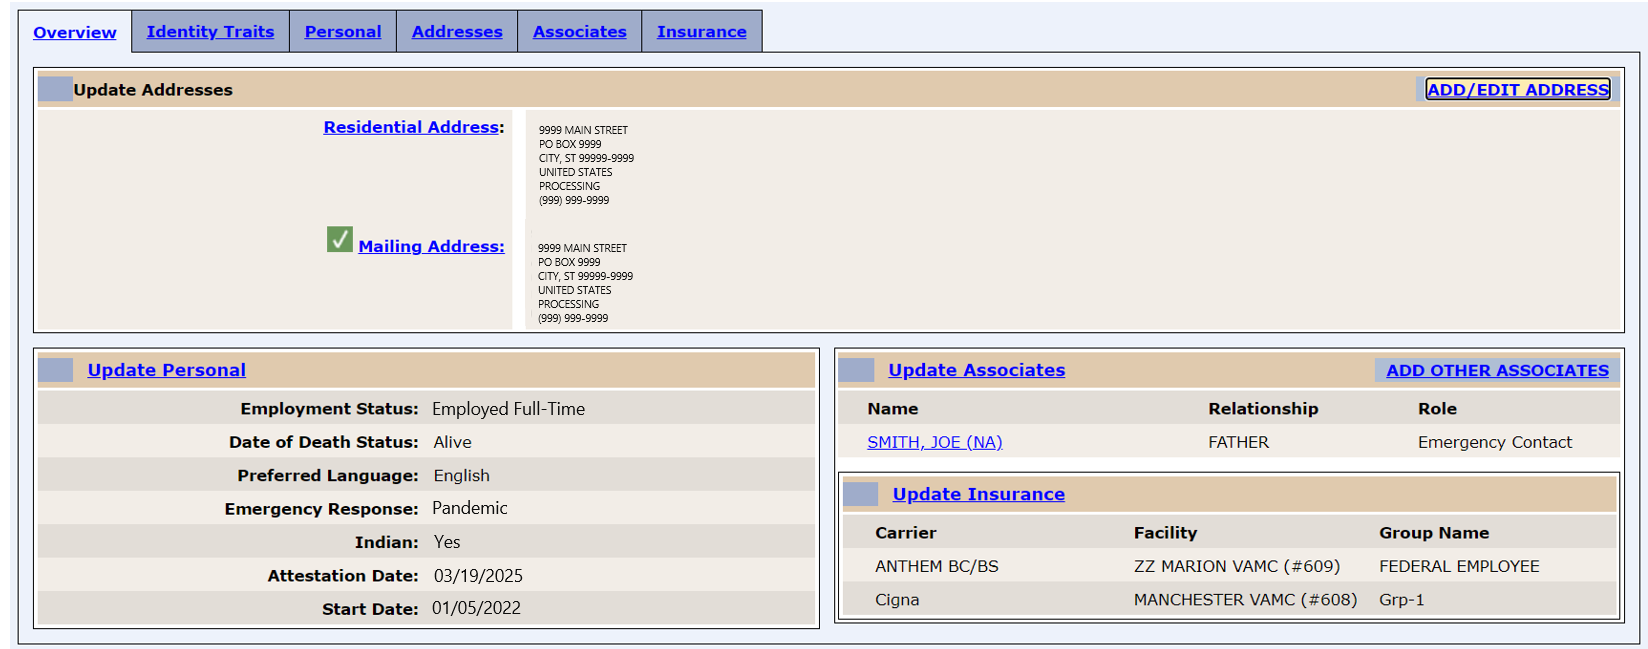 Overview Identity Traits Personal Addresses Associates Insurance
Update Addresses ADD/EDIT ADDRESS
Residential Address:
9999 MAIN STREET
PO BOX 9999
CITY, ST 99999-9999
UNITED STATES
PROCESSING
(999) 999-9999
Mailing Address:
9999 MAIN STREET
PO BOX 9999
CITY, ST 99999-9999
UNITED STATES
PROCESSING
(999) 999-9999
Update Personal
Employment Status: Employed Full-Time
Date of Death Status: Alive
Preferred Language: English
Emergency Response: Pandemic
Indian: Yes
Attestation Date: 03/19/2025
Start Date: 01/05/2022
Update Associates ADD OTHER ASSOCIATES
Name Relationship Role
SMITH, JOE (NA) FATHER Emergency Contact
Update Insurance
Carrier Facility Group Name
ANTHEM BC/BS ZZ MARION VAMC (#609) FEDERAL EMPLOYEE
Cigna MANCHESTER VAMC (#608) Grp-1